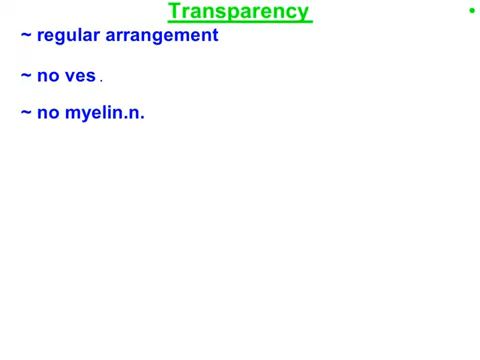 Transparency
~ regular arrangement
~ no ves .
~ no myelin.n.